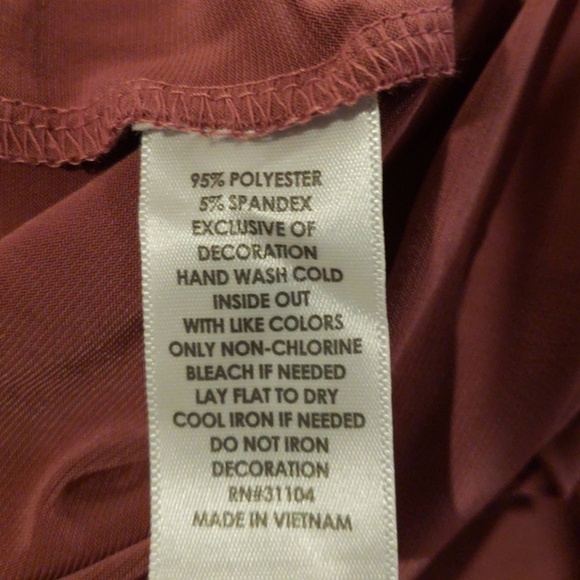 95% POLYESTER
5% SPANDEX
EXCLUSIVE OF
DECORATION
HAND WASH COLD
INSIDE OUT
WITH LIKE COLORS
ONLY NON-CHLORINE
BLEACH IF NEEDED
LAY FLAT TO DRY
COOL IRON IF NEEDED
DO NOT IRON
DECORATION
RN#31104
MADE IN VIETNAM